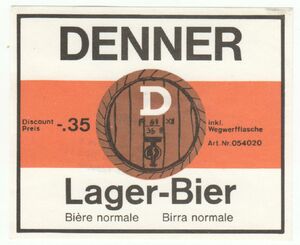 DENNER
D
Discount
Preis
-.35
inkl.
Wegwerfflasche
Art.Nr.054020
Lager-Bier
Bière normale Birra normale